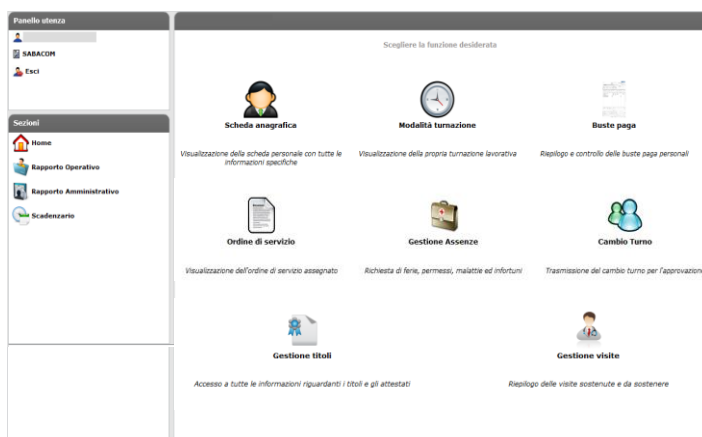 Panello utenza
SABACOM
Esci
Sezioni
Home
Rapporto Operativo
Rapporto Amministrativo
Scadenzario
Scegliere la funzione desiderata
Scheda anagrafica
Modalità turnazione
Buste paga
Visualizzazione della scheda personale con tutte le
informazioni specifiche
Visualizzazione della propria turnazione lavorativa
Riepilogo e controllo delle buste paga personali
Ordine di servizio
Gestione Assenze
Cambio Turno
Visualizzazione dell'ordine di servizio assegnato
Richiesta di ferie, permessi, malattie ed infortuni
Trasmissione del cambio turno per l'approvazione
Gestione titoli
Gestione visite
Accesso a tutte le informazioni riguardanti i titoli e gli attestati
Riepilogo delle visite sostenute e da sostenere